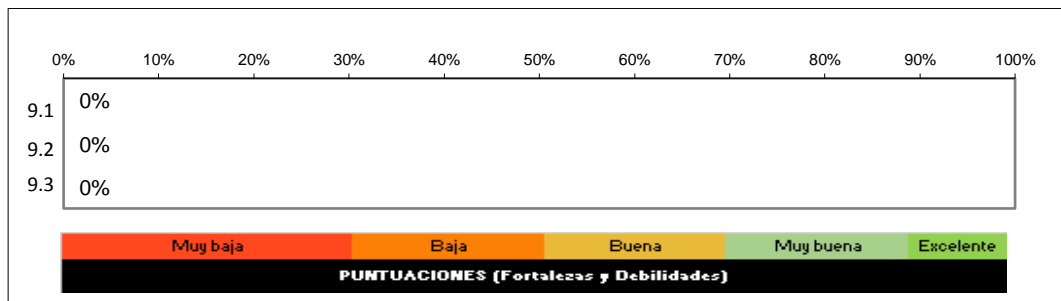 0% 10% 20% 30% 40% 50% 60% 70% 80% 90% 100%
9.1 0%
9.2 0%
9.3 0%
Muy baja Baja Buena Muy buena Excelente
PUNTUACIONES (Fortalezas y Debilidades)